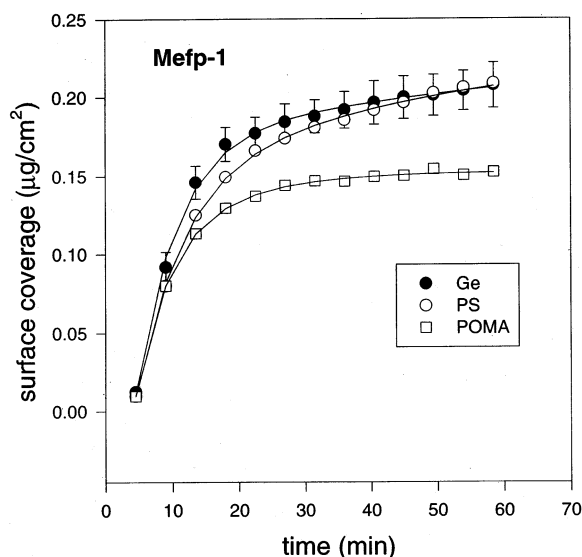 Mefp-1
surface coverage (µg/cm²)
0.25
0.20
0.15
0.10
0.05
0.00
Ge
PS
POMA
0 10 20 30 40 50 60 70
time (min)